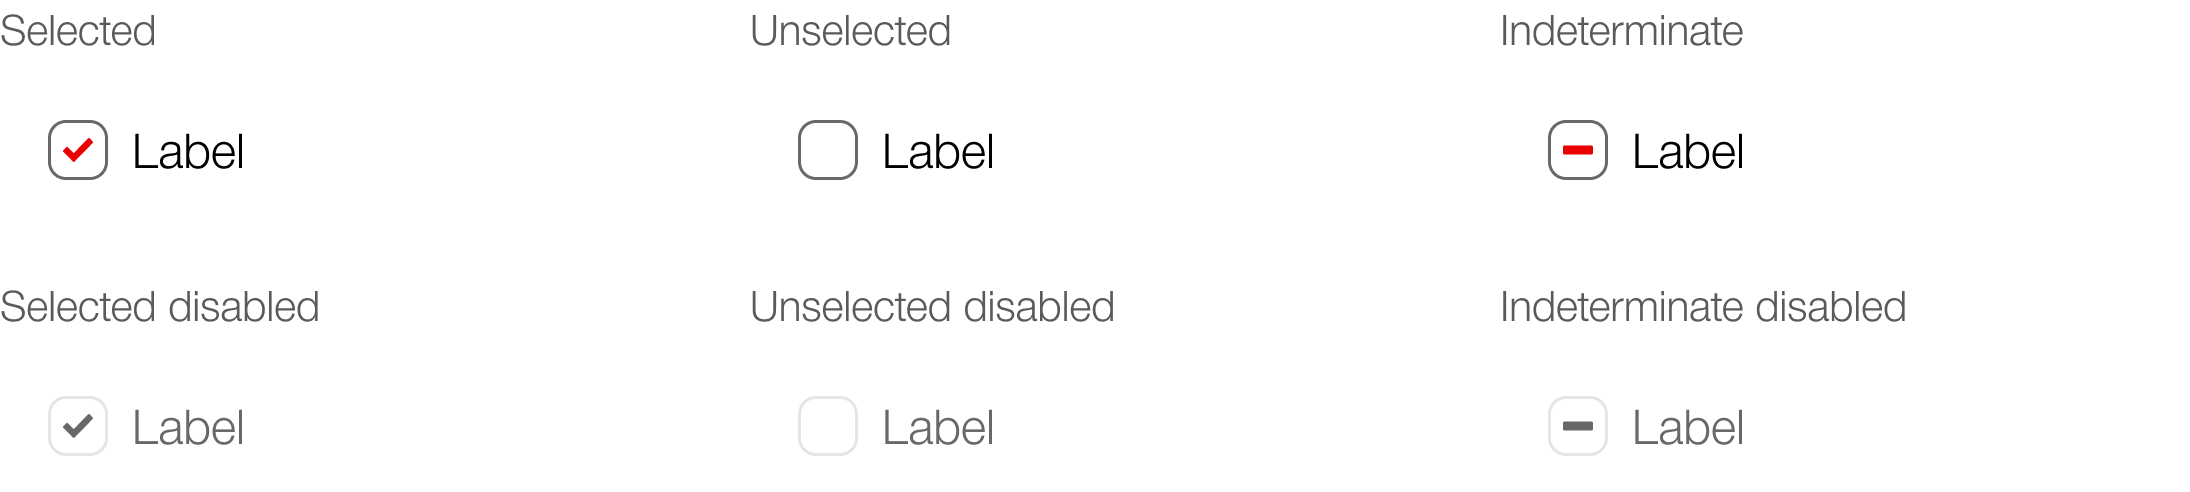 Selected
Unselected
Indeterminate
Label
Label
Label
Selected disabled
Unselected disabled
Indeterminate disabled
Label
Label
Label